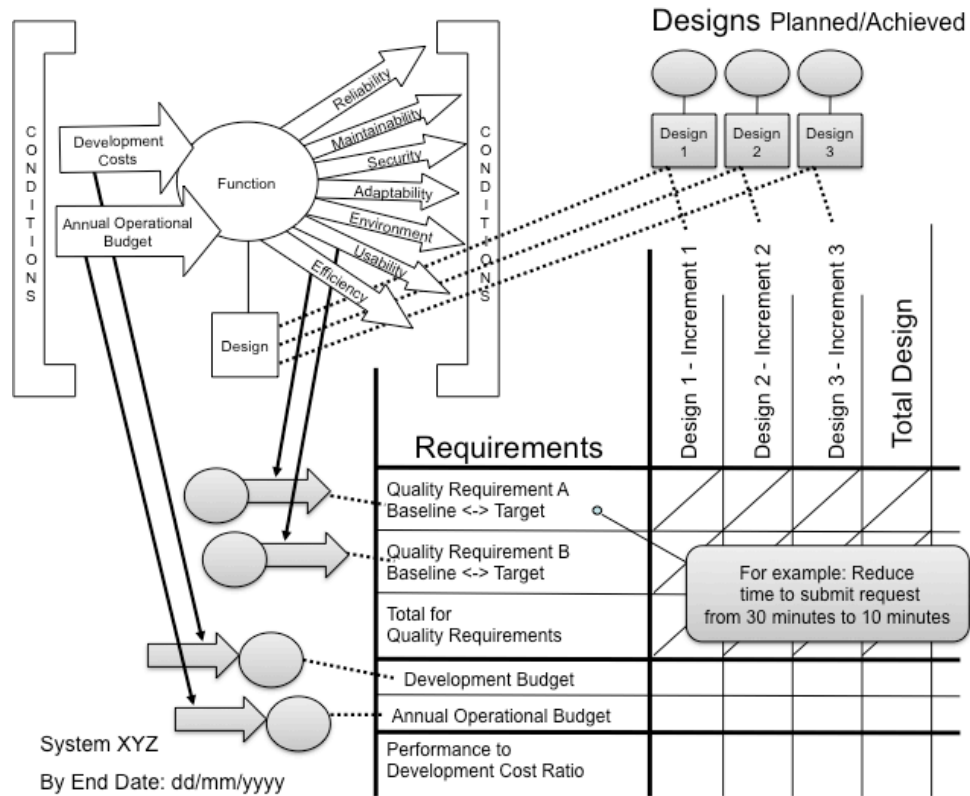 Designs Planned/Achieved
CONDITIONS
Development
Costs
Annual Operational
Budget
Function
Reliability
Maintainability
Security
Adaptability
Environment
Usability
Efficiency
CONDITIONS
Design
Design
1
Design
2
Design
3
Design 1 - Increment 1
Design 2 - Increment 2
Design 3 - Increment 3
Total Design
Requirements
Quality Requirement A
Baseline <-> Target
Quality Requirement B
Baseline <-> Target
For example: Reduce
time to submit request
from 30 minutes to 10 minutes
Total for
Quality Requirements
Development Budget
Annual Operational Budget
Performance to
Development Cost Ratio
System XYZ
By End Date: dd/mm/yyyy